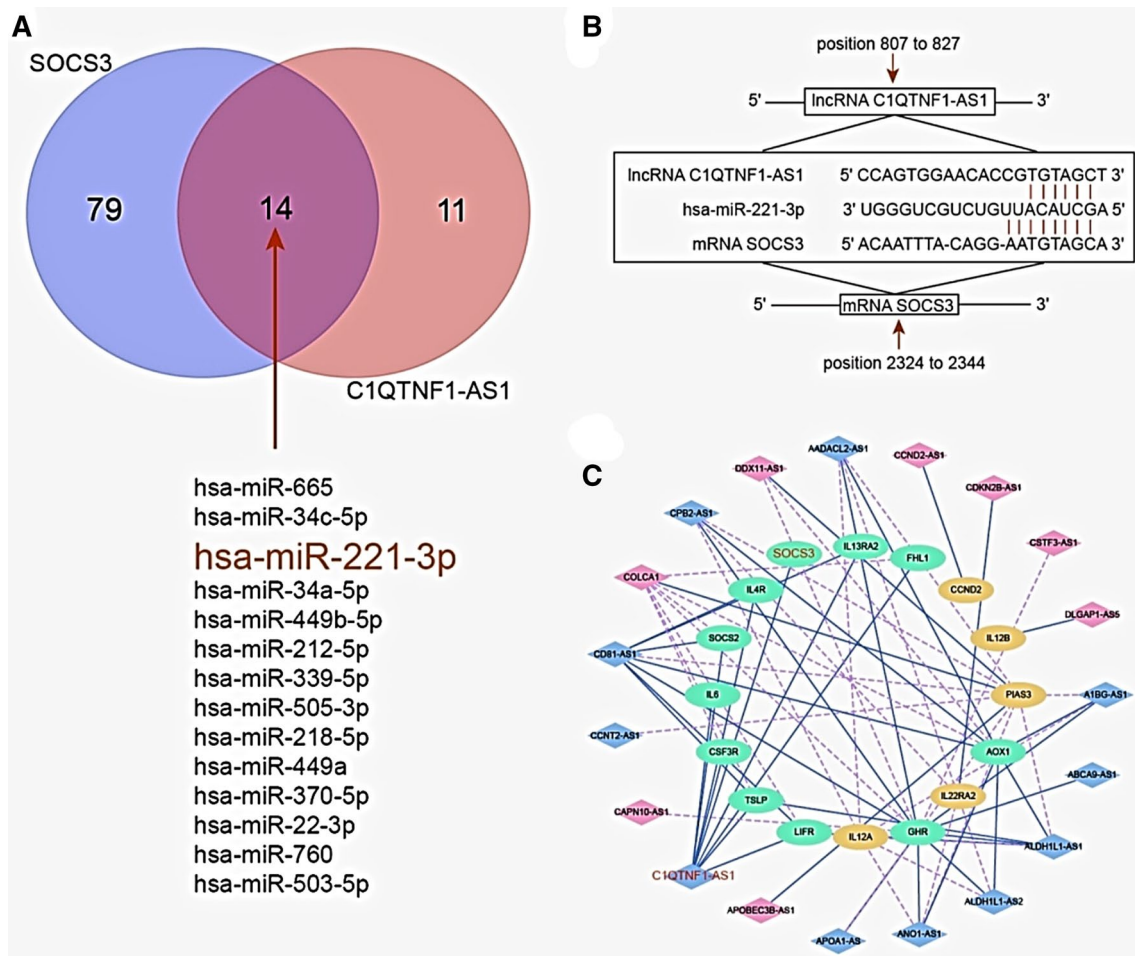 A
SOCS3
79
14
11
C1QTNF1-AS1
hsa-miR-665
hsa-miR-34c-5p
hsa-miR-221-3p
hsa-miR-34a-5p
hsa-miR-449b-5p
hsa-miR-212-5p
hsa-miR-339-5p
hsa-miR-505-3p
hsa-miR-218-5p
hsa-miR-449a
hsa-miR-370-5p
hsa-miR-22-3p
hsa-miR-760
hsa-miR-503-5p
B
position 807 to 827
5' lncRNA C1QTNF1-AS1 3'
lncRNA C1QTNF1-AS1 5' CCAGTGGAACACCGTGTAGCT 3'
hsa-miR-221-3p 3' UGGGUCGUCUGUUACAUCGA 5'
mRNA SOCS3 5' ACAATTTA-CAGG-AATGTAGCA 3'
5' mRNA SOCS3 3'
position 2324 to 2344
C
AADACL2-AS1
CCND2-AS1
DDX11-AS1
CDKN2B-AS1
CPB2-AS1
CSTF3-AS1
SOCS3
IL13RA2
FHL1
COLCA1
IL4R
CCND2
DLGAP1-AS5
SOCS2
IL12B
CD81-AS1
IL6
PIAS3
A1BG-AS1
CCNT2-AS1
CSF3R
AOX1
ABCA9-AS1
TSLP
IL22RA2
CAPN10-AS1
LIFR
IL12A
GHR
ALDH1L1-AS1
C1QTNF1-AS1
APOBEC3B-AS1
ALDH1L1-AS2
APOA1-AS
ANO1-AS1